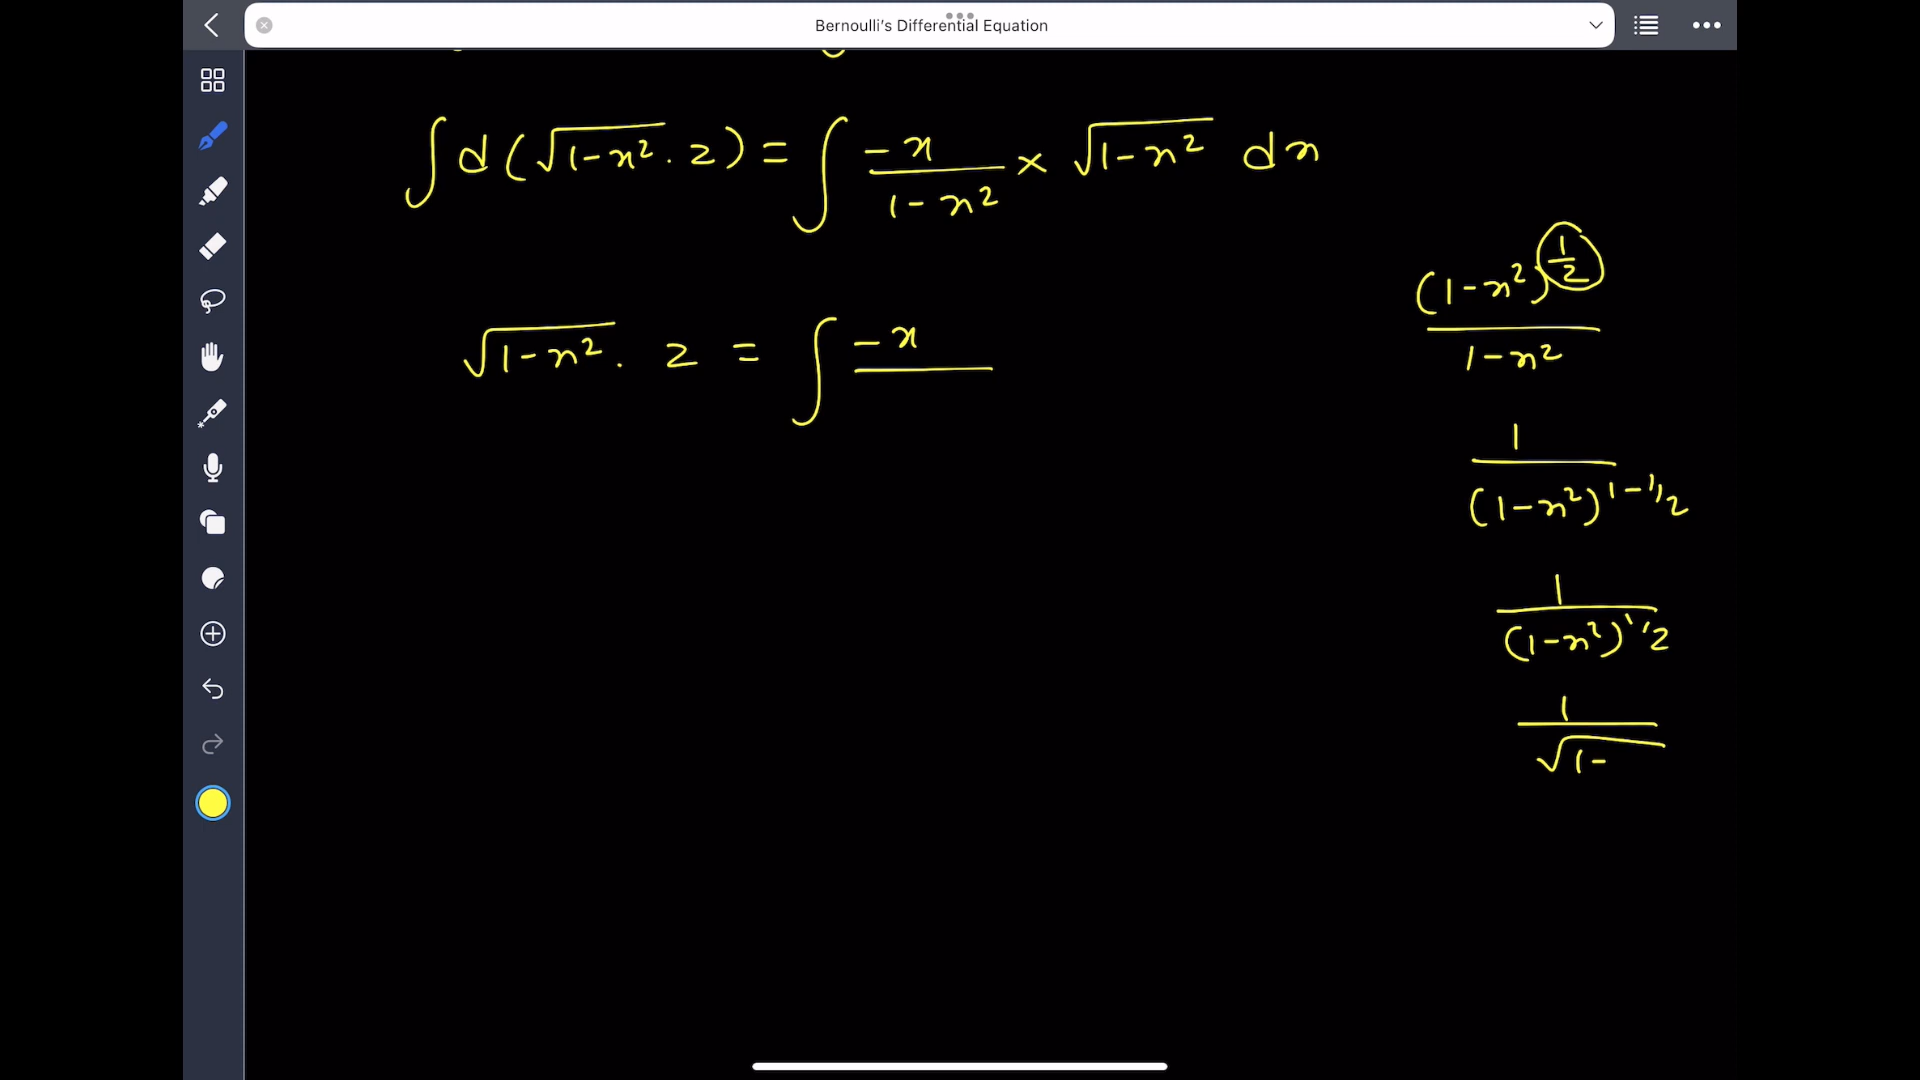 Bernoulli's Differential Equation
∫ d(√(1-x²) . z) = ∫ -x/(1-x²) × √(1-x²) dx
√(1-x²) . z = ∫ -x/
(1-x²)^(1/2) / (1-x²)
1/(1-x²)^(1-1/2)
1/(1-x²)^(1/2)
1/√(1-